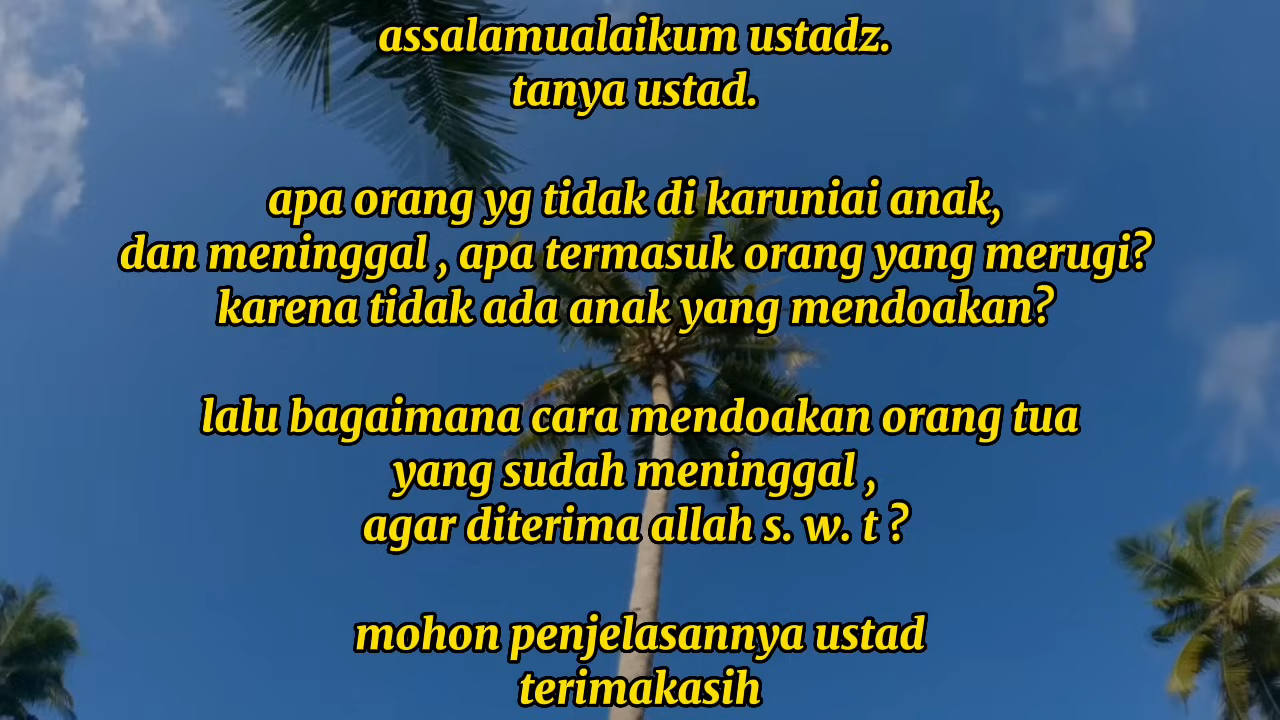 assalamualaikum ustadz.
tanya ustad.
apa orang yg tidak di karuniai anak,
dan meninggal , apa termasuk orang yang merugi?
karena tidak ada anak yang mendoakan?
lalu bagaimana cara mendoakan orang tua
yang sudah meninggal ,
agar diterima allah s. w. t ?
mohon penjelasannya ustad
terimakasih